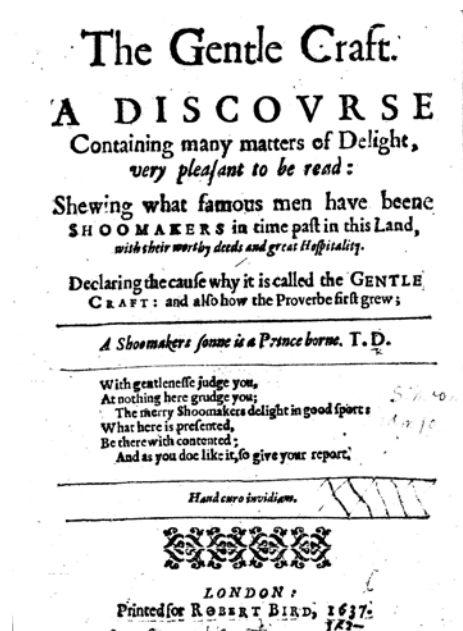 The Gentle Craft.
A DISCOVRSE
Containing many matters of Delight,
very pleaſant to be read:
Shewing what famous men have beene
SHOOMAKERS in time paſt in this Land,
with their worthy deeds and great Hoſpitality.
Declaring the cauſe why it is called the GENTLE
CRAFT: and alſo how the Proverbe firſt grew;
A Shoomakers ſonne is a Prince borne. T. D.
With gentleneſſe judge you,
At nothing here grudge you;
The merry Shoomakers delight in good ſport:
What here is preſented,
Be therewith contented;
And as you doe like it, ſo give your report.
Haud curo invidiam.
LONDON:
Printed for ROBERT BIRD, 1637.